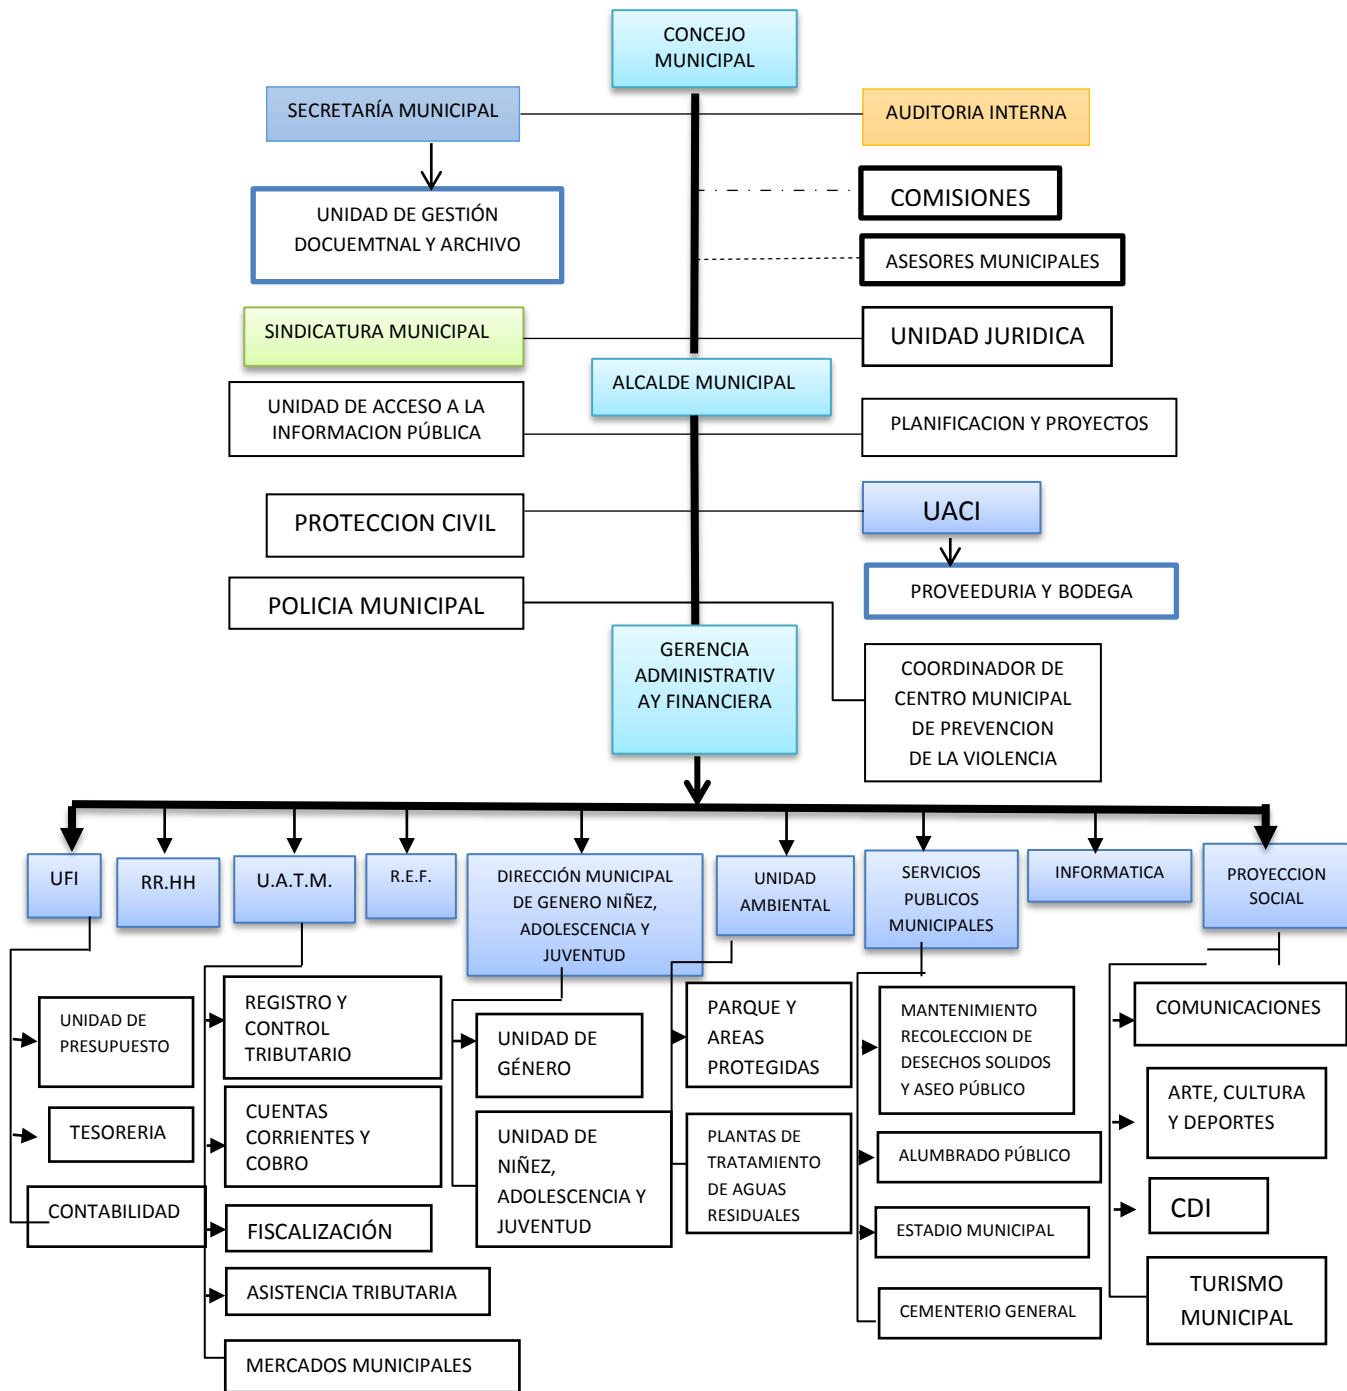 CONCEJO
MUNICIPAL
SECRETARÍA MUNICIPAL
AUDITORIA INTERNA
UNIDAD DE GESTIÓN
DOCUEMTNAL Y ARCHIVO
COMISIONES
ASESORES MUNICIPALES
SINDICATURA MUNICIPAL
UNIDAD JURIDICA
ALCALDE MUNICIPAL
UNIDAD DE ACCESO A LA
INFORMACION PÚBLICA
PLANIFICACION Y PROYECTOS
PROTECCION CIVIL
UACI
POLICIA MUNICIPAL
PROVEEDURIA Y BODEGA
GERENCIA
ADMINISTRATIV
AY FINANCIERA
COORDINADOR DE
CENTRO MUNICIPAL
DE PREVENCION
DE LA VIOLENCIA
UFI
RR.HH
U.A.T.M.
R.E.F.
DIRECCIÓN MUNICIPAL
DE GENERO NIÑEZ,
ADOLESCENCIA Y
JUVENTUD
UNIDAD
AMBIENTAL
SERVICIOS
PUBLICOS
MUNICIPALES
INFORMATICA
PROYECCION
SOCIAL
UNIDAD DE
PRESUPUESTO
TESORERIA
CONTABILIDAD
REGISTRO Y
CONTROL
TRIBUTARIO
CUENTAS
CORRIENTES Y
COBRO
FISCALIZACIÓN
ASISTENCIA TRIBUTARIA
MERCADOS MUNICIPALES
UNIDAD DE
GÉNERO
UNIDAD DE
NIÑEZ,
ADOLESCENCIA Y
JUVENTUD
PARQUE Y
AREAS
PROTEGIDAS
PLANTAS DE
TRATAMIENTO
DE AGUAS
RESIDUALES
MANTENIMIENTO
RECOLECCION DE
DESECHOS SOLIDOS
Y ASEO PÚBLICO
ALUMBRADO PÚBLICO
ESTADIO MUNICIPAL
CEMENTERIO GENERAL
COMUNICACIONES
ARTE, CULTURA
Y DEPORTES
CDI
TURISMO
MUNICIPAL